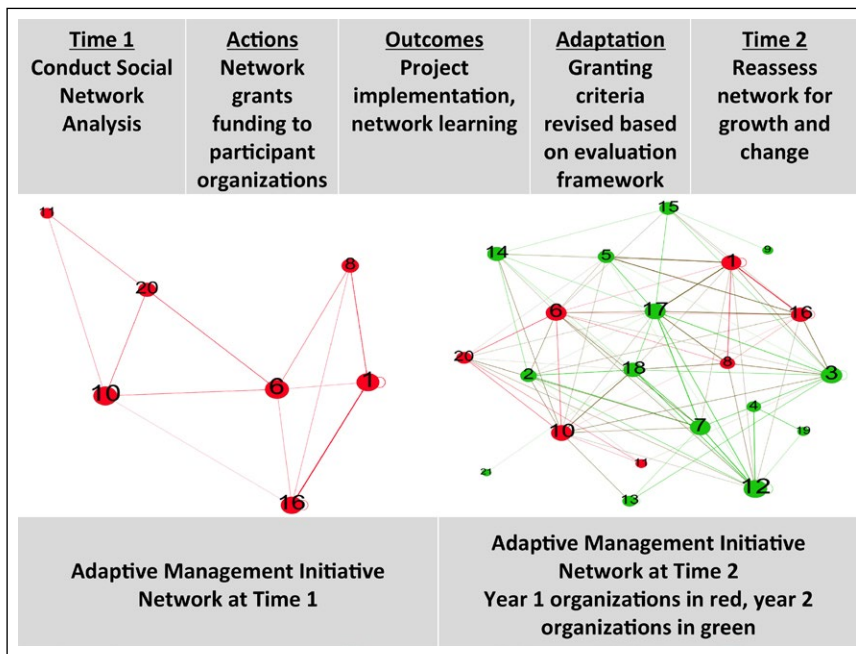 Time 1
Conduct Social
Network
Analysis
Actions
Network
grants
funding to
participant
organizations
Outcomes
Project
implementation,
network learning
Adaptation
Granting
criteria
revised based
on evaluation
framework
Time 2
Reassess
network for
growth and
change
11
20
8
10
6
1
16
15
9
14
5
1
6
17
16
20
2
18
8
3
10
7
4
19
11
21
13
12
Adaptive Management Initiative
Network at Time 1
Adaptive Management Initiative
Network at Time 2
Year 1 organizations in red, year 2
organizations in green